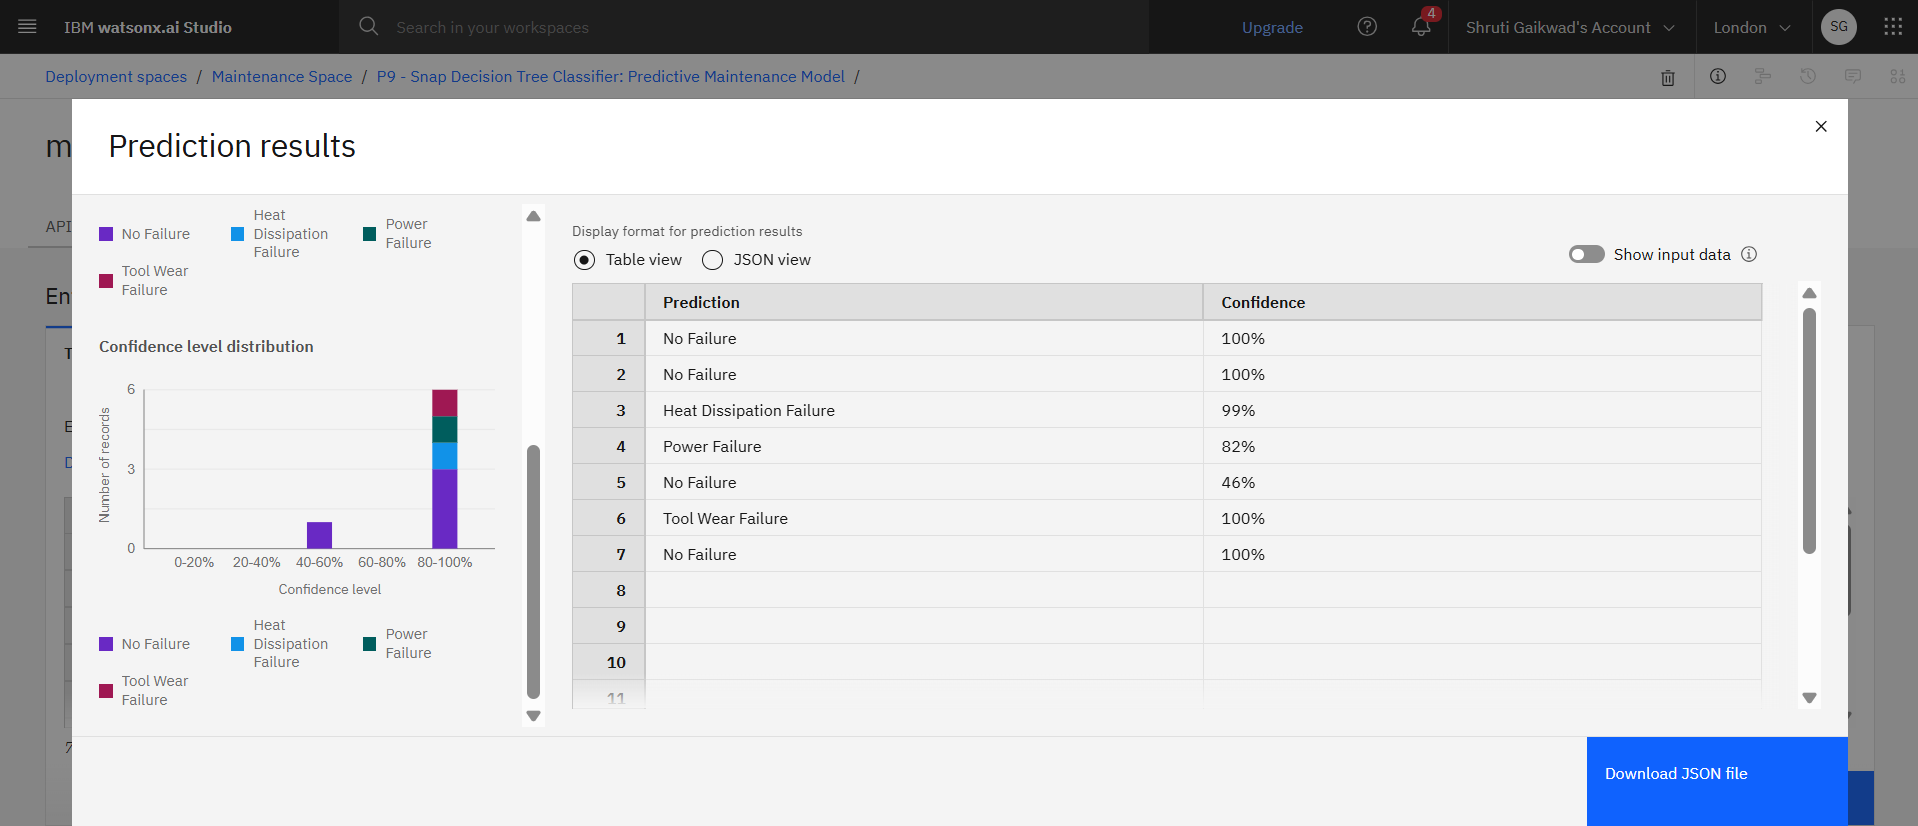 IBM watsonx.ai Studio
Search in your workspaces
Upgrade
4
Shruti Gaikwad's Account
London
SG
Deployment spaces / Maintenance Space / P9 - Snap Decision Tree Classifier: Predictive Maintenance Model /
m
Prediction results
API
En
T
E
D
7
No Failure
Heat
Dissipation
Failure
Power
Failure
Tool Wear
Failure
Confidence level distribution
Number of records
6
3
0
0-20% 20-40% 40-60% 60-80% 80-100%
Confidence level
No Failure
Heat
Dissipation
Failure
Power
Failure
Tool Wear
Failure
Display format for prediction results
Table view JSON view
Show input data
Prediction Confidence
1 No Failure 100%
2 No Failure 100%
3 Heat Dissipation Failure 99%
4 Power Failure 82%
5 No Failure 46%
6 Tool Wear Failure 100%
7 No Failure 100%
8
9
10
11
Download JSON file